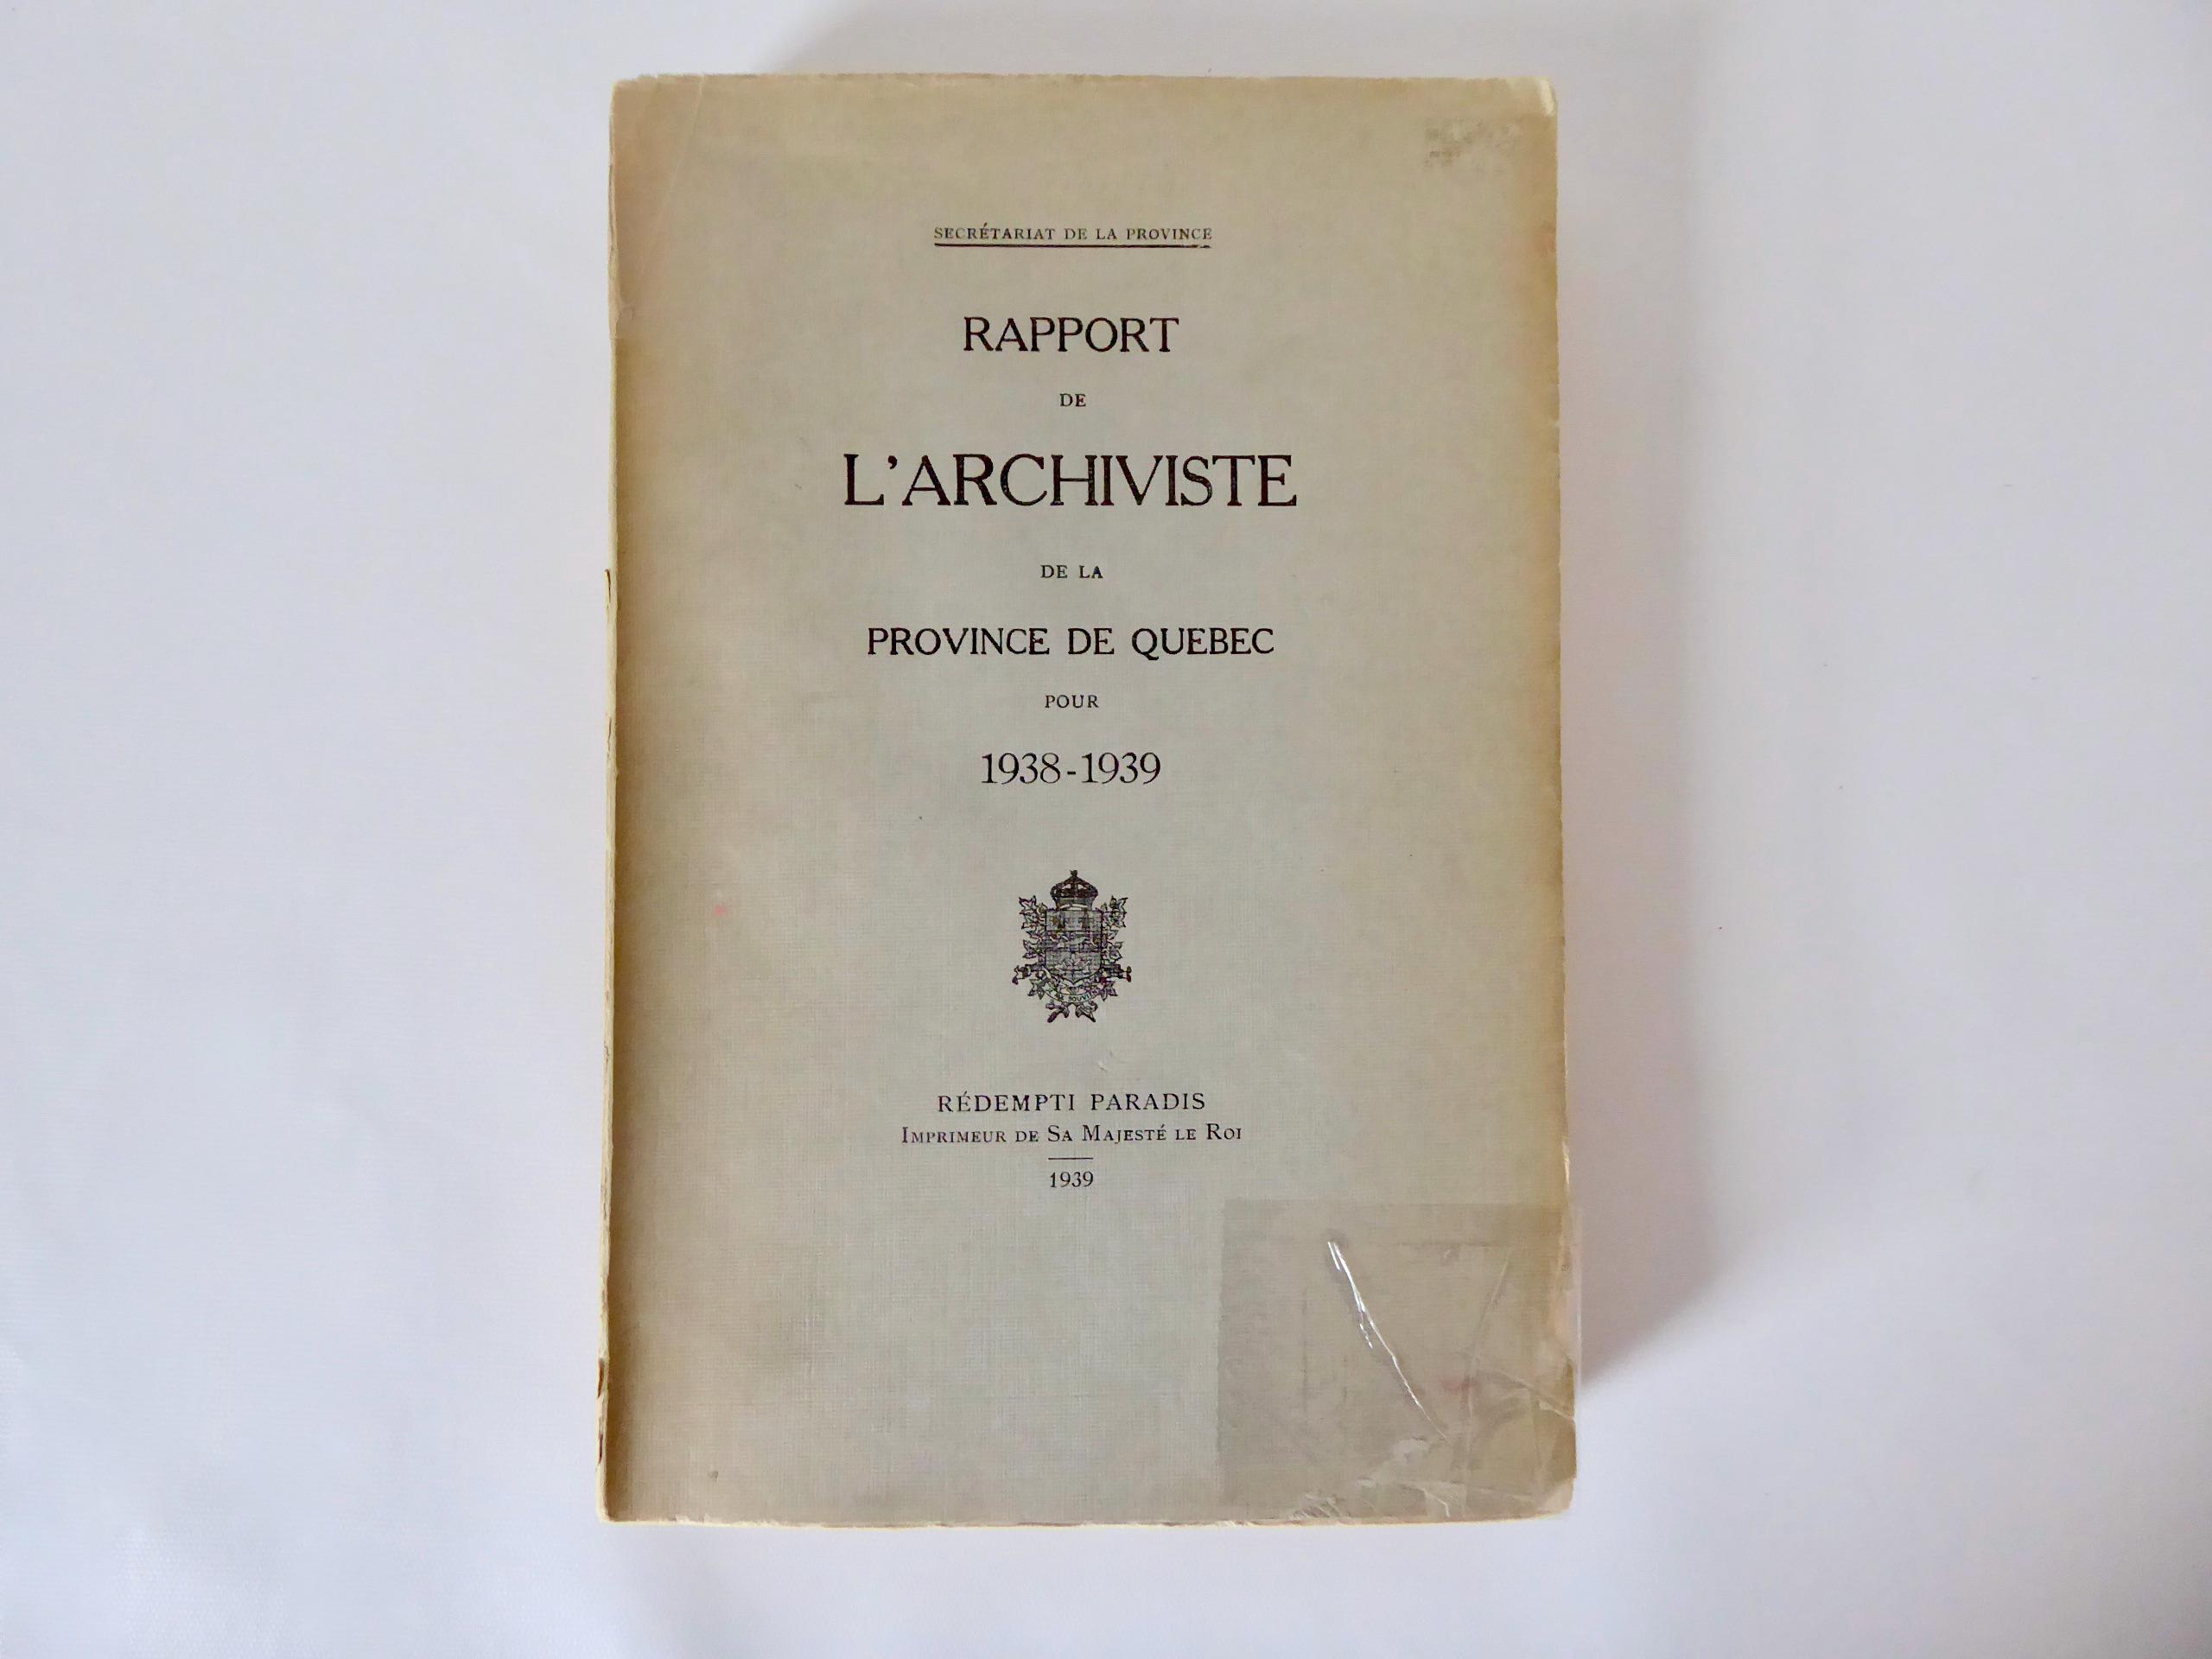 SECRÉTARIAT DE LA PROVINCE
RAPPORT
DE
L'ARCHIVISTE
DE LA
PROVINCE DE QUEBEC
POUR
1938-1939
RÉDEMPTI PARADIS
IMPRIMEUR DE SA MAJESTÉ LE ROI
1939